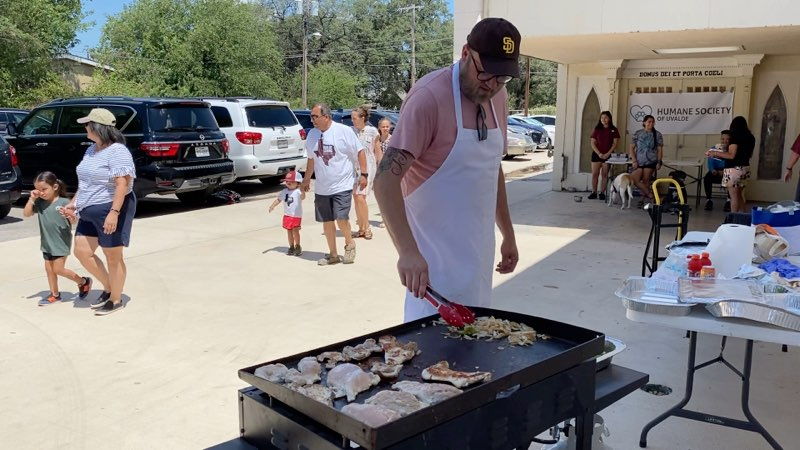 DOMUS DEI ET PORTA COELI
HUMANE SOCIETY
OF UVALDE
SD